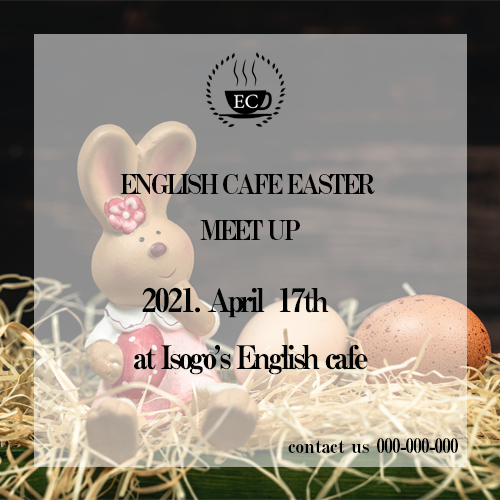 EC
ENGLISH CAFE EASTER
MEET UP
2021. April 17th
at Isogo's English cafe
contact us 000-000-000